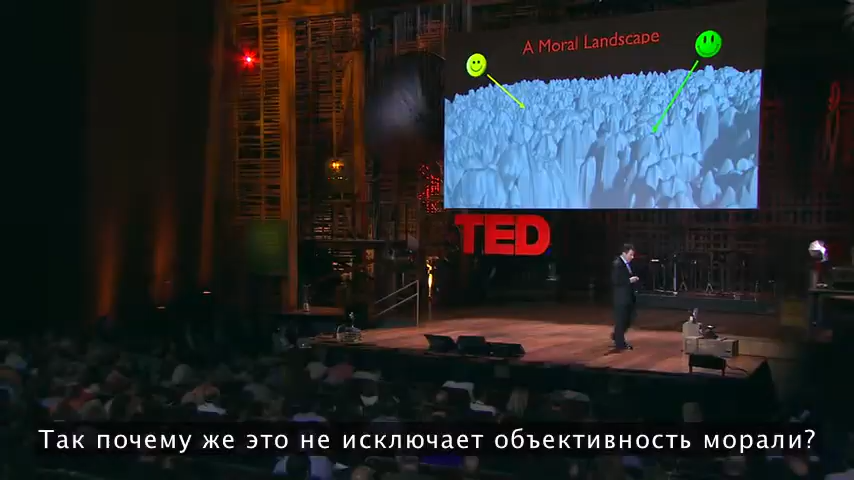 A Moral Landscape
TED
Так почему же это не исключает объективность морали?